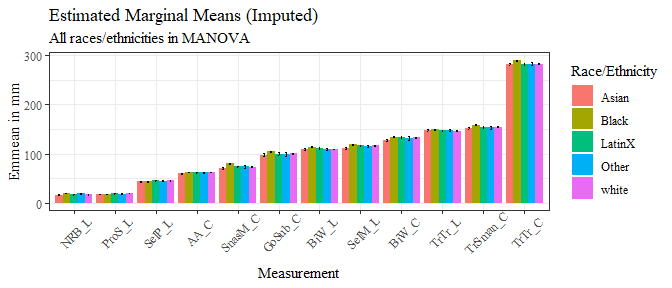 Estimated Marginal Means (Imputed)
All races/ethnicities in MANOVA
Emmean in mm
300
200
100
0
NRB_L
ProS_L
SelP_L
AA_C
SnasM_C
GoSub_C
BiW_L
SelM_L
BiW_C
TrTr_L
TrSman_C
TrTr_C
Measurement
Race/Ethnicity
Asian
Black
LatinX
Other
white